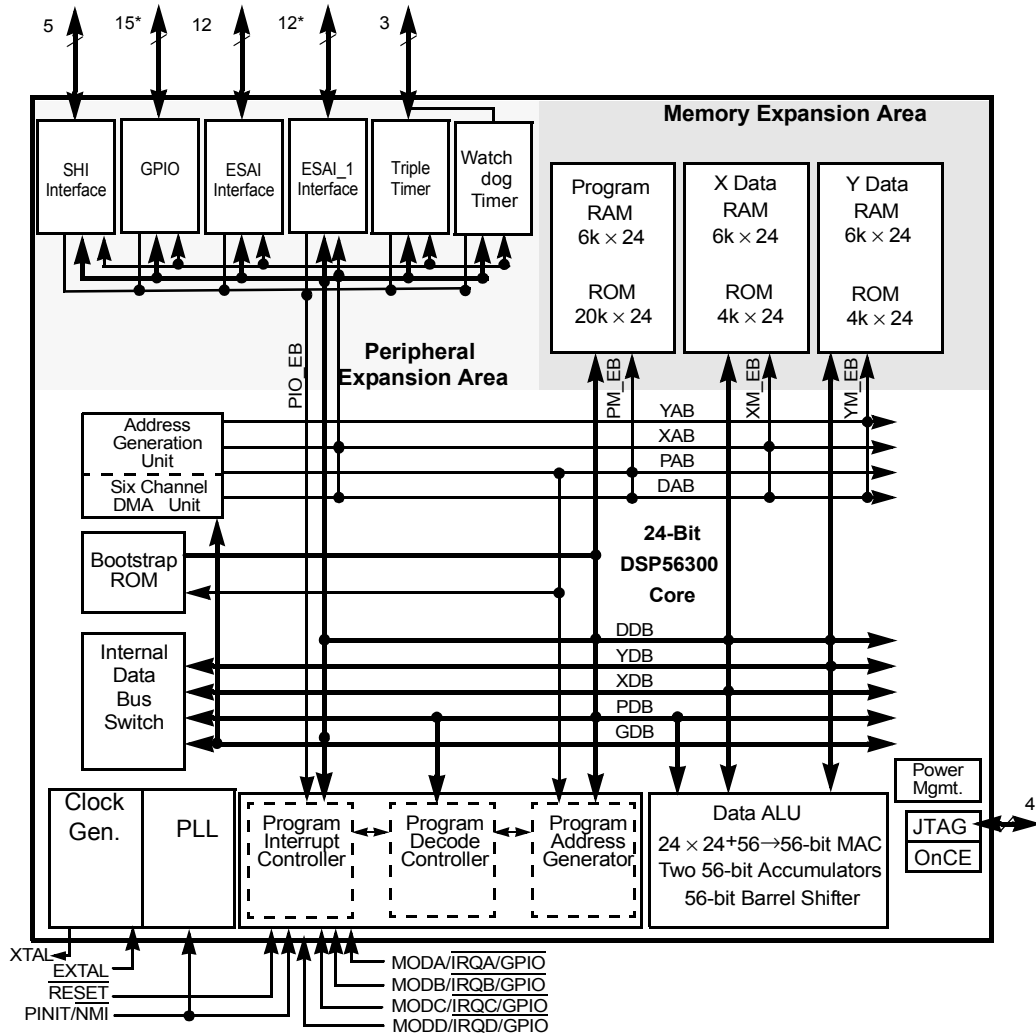 5 15* 12 12* 3
Memory Expansion Area
SHI
Interface
GPIO
ESAI
Interface
ESAI_1
Interface
Triple
Timer
Watch
dog
Timer
Program
RAM
6k × 24
ROM
20k × 24
X Data
RAM
6k × 24
ROM
4k × 24
Y Data
RAM
6k × 24
ROM
4k × 24
Peripheral
Expansion Area
PIO_EB
PM_EB
XM_EB
YM_EB
Address
Generation
Unit
Six Channel
DMA Unit
YAB
XAB
PAB
DAB
Bootstrap
ROM
24-Bit
DSP56300
Core
Internal
Data
Bus
Switch
DDB
YDB
XDB
PDB
GDB
Power
Mgmt.
4
JTAG
OnCE
Clock
Gen.
PLL
Program
Interrupt
Controller
Program
Decode
Controller
Program
Address
Generator
Data ALU
24 × 24+56→56-bit MAC
Two 56-bit Accumulators
56-bit Barrel Shifter
XTAL
EXTAL
RESET
PINIT/NMI
MODA/IRQA/GPIO
MODB/IRQB/GPIO
MODC/IRQC/GPIO
MODD/IRQD/GPIO